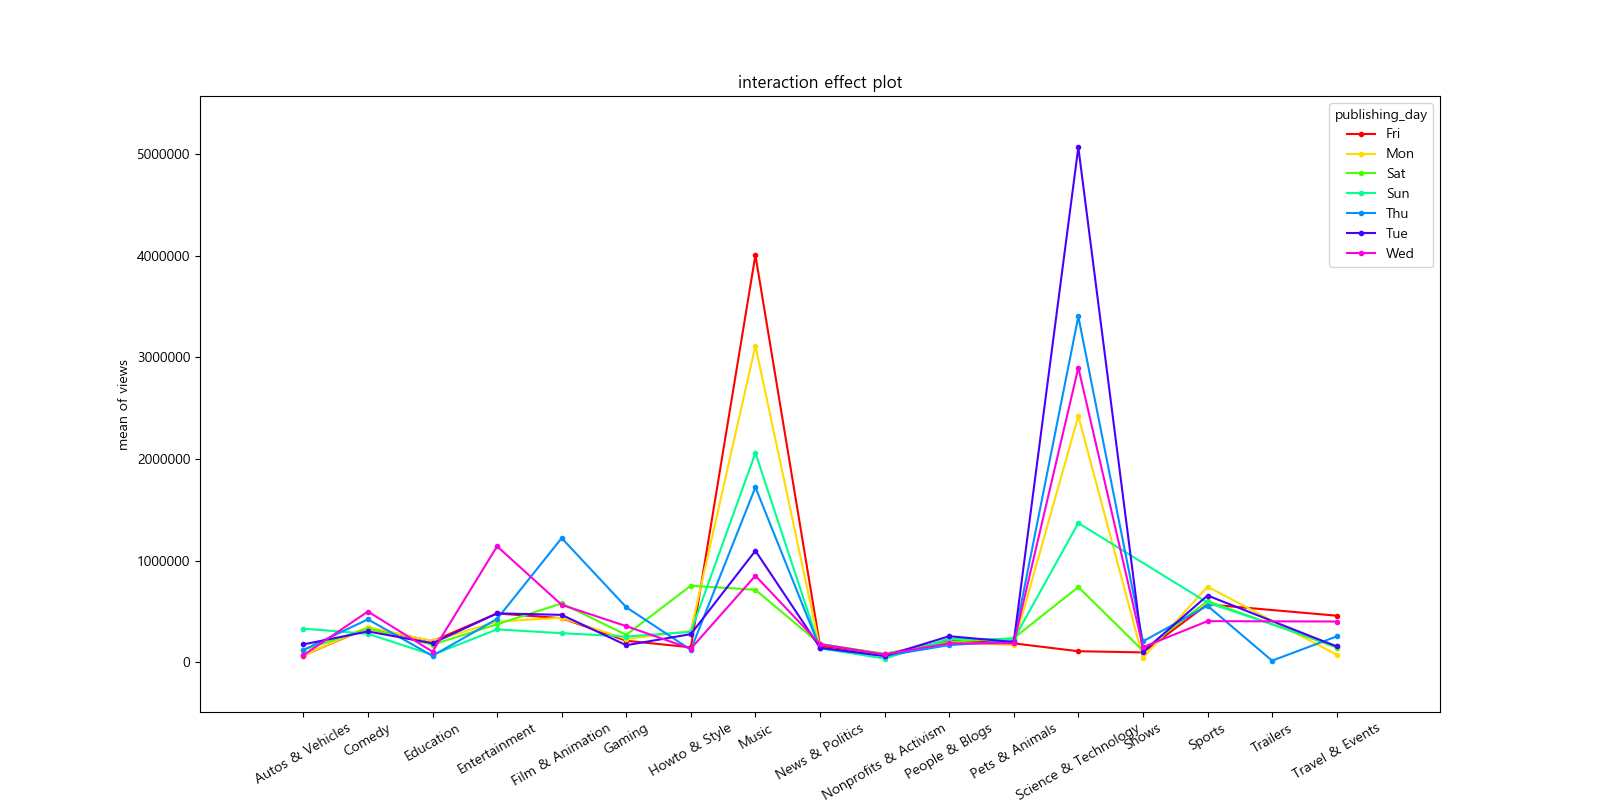 interaction effect plot
publishing_day
Fri
Mon
Sat
Sun
Thu
Tue
Wed
5000000
4000000
3000000
2000000
1000000
0
mean of views
Autos & Vehicles
Comedy
Education
Entertainment
Film & Animation
Gaming
Howto & Style
Music
News & Politics
Nonprofits & Activism
People & Blogs
Pets & Animals
Science & Technology
Shows
Sports
Trailers
Travel & Events